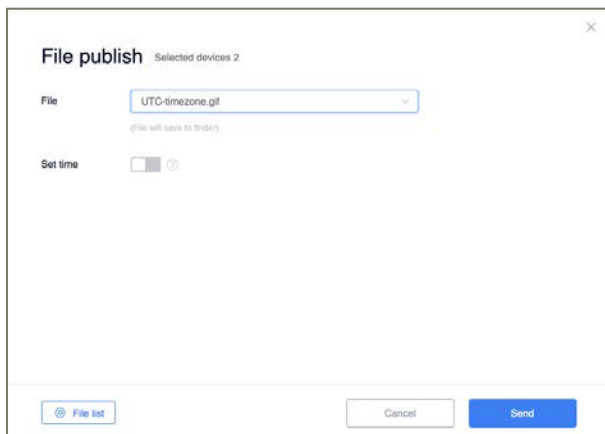 File publish Selected devices 2
File UTC-timezone.gif
(File will save to finder)
Set time
File list Cancel Send